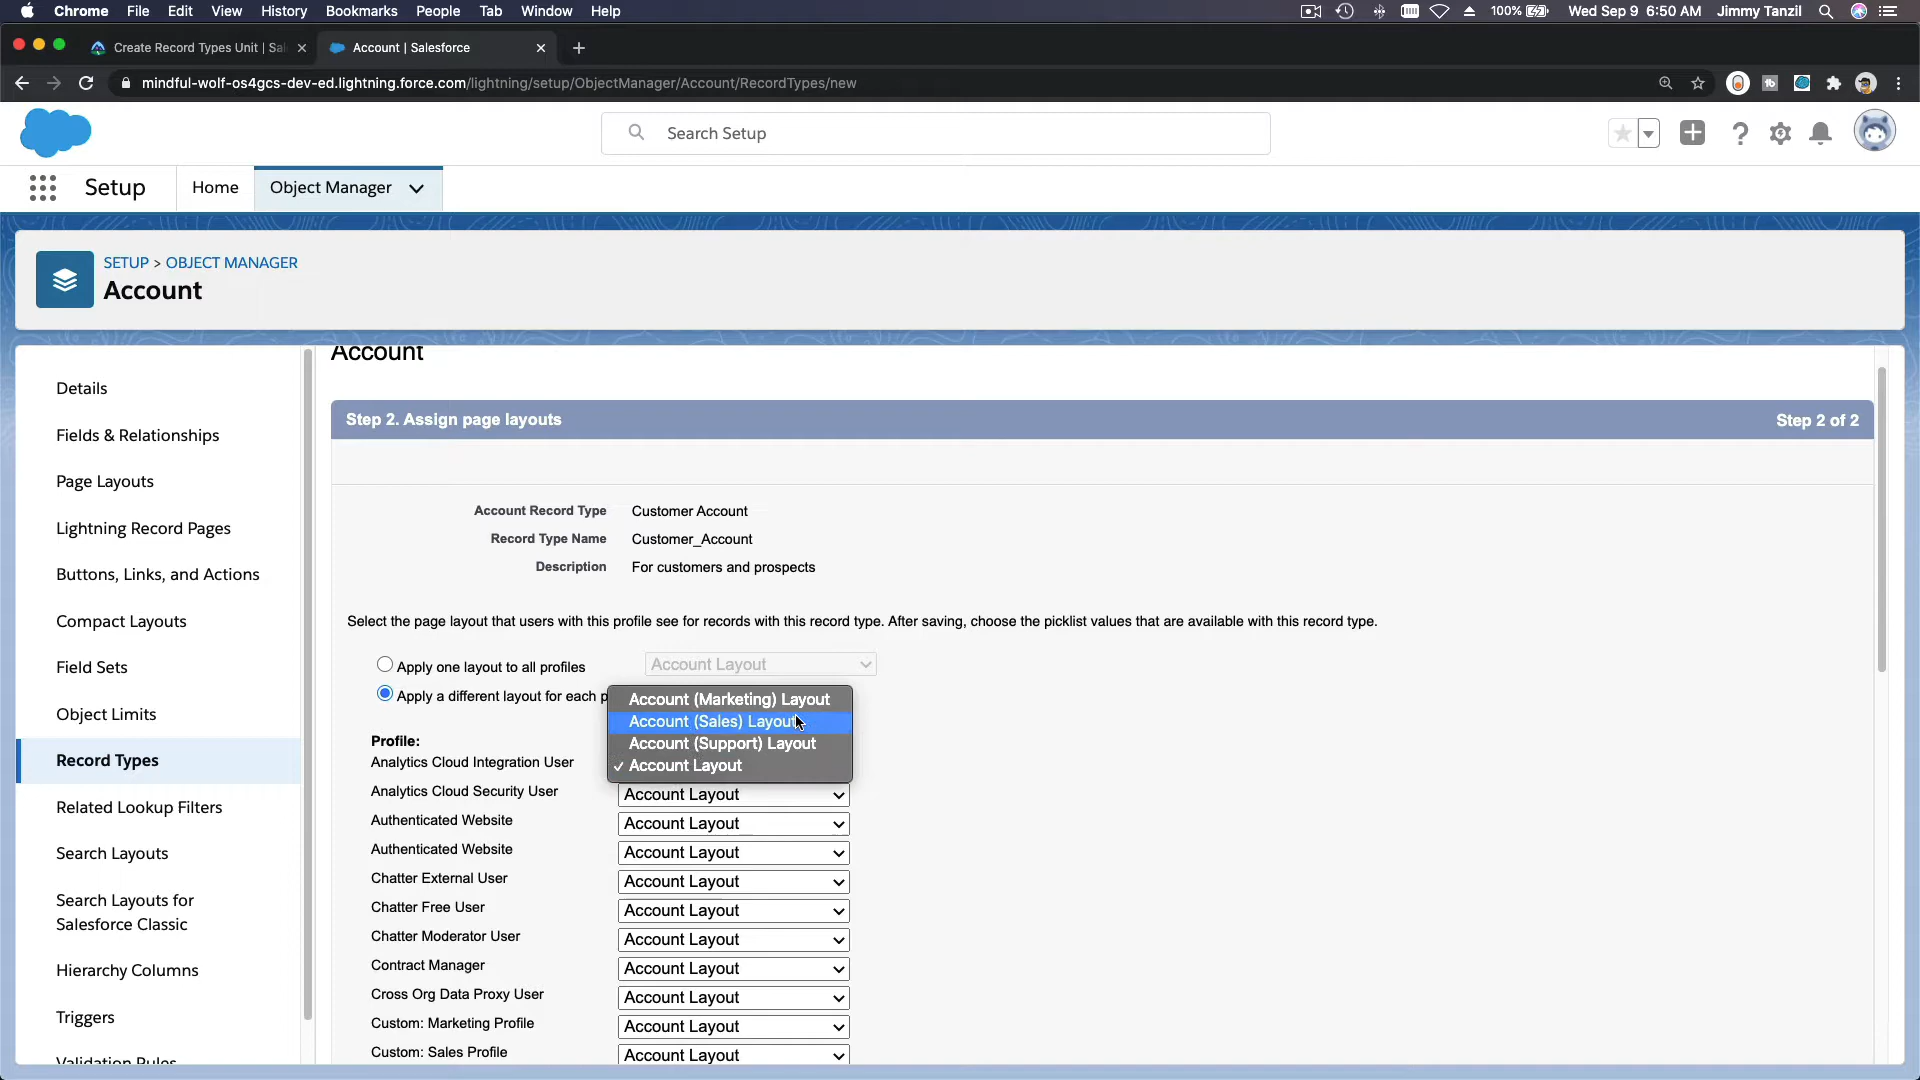 Chrome File Edit View History Bookmarks People Tab Window Help 100% Wed Sep 9 6:50 AM Jimmy Tanzil
Create Record Types Unit | Sal Account | Salesforce
mindful-wolf-os4gcs-dev-ed.lightning.force.com/lightning/setup/ObjectManager/Account/RecordTypes/new
Search Setup
Setup Home Object Manager
SETUP > OBJECT MANAGER
Account
Details
Fields & Relationships
Page Layouts
Lightning Record Pages
Buttons, Links, and Actions
Compact Layouts
Field Sets
Object Limits
Record Types
Related Lookup Filters
Search Layouts
Search Layouts for
Salesforce Classic
Hierarchy Columns
Triggers
Validation Rules
Account
Step 2. Assign page layouts Step 2 of 2
Account Record Type Customer Account
Record Type Name Customer_Account
Description For customers and prospects
Select the page layout that users with this profile see for records with this record type. After saving, choose the picklist values that are available with this record type.
Apply one layout to all profiles Account Layout
Apply a different layout for each p
Account (Marketing) Layout
Account (Sales) Layout
Account (Support) Layout
✓ Account Layout
Profile:
Analytics Cloud Integration User
Analytics Cloud Security User Account Layout
Authenticated Website Account Layout
Authenticated Website Account Layout
Chatter External User Account Layout
Chatter Free User Account Layout
Chatter Moderator User Account Layout
Contract Manager Account Layout
Cross Org Data Proxy User Account Layout
Custom: Marketing Profile Account Layout
Custom: Sales Profile Account Layout